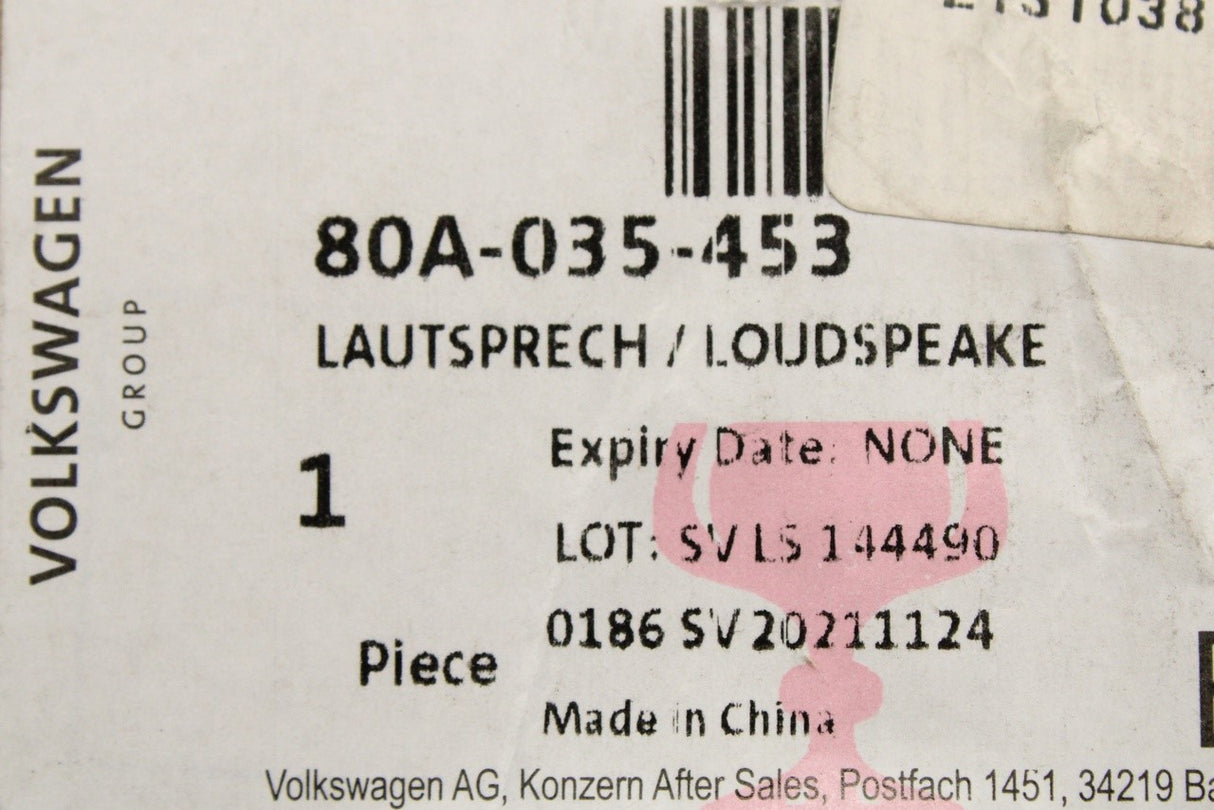 VOLKSWAGEN
GROUP
80A-035-453
LAUTSPRECH / LOUDSPEAKE
Expiry Date: NONE
1
LOT: SV LS 144490
0186 SV 20211124
Piece
Made in China
Volkswagen AG, Konzern After Sales, Postfach 1451, 34219